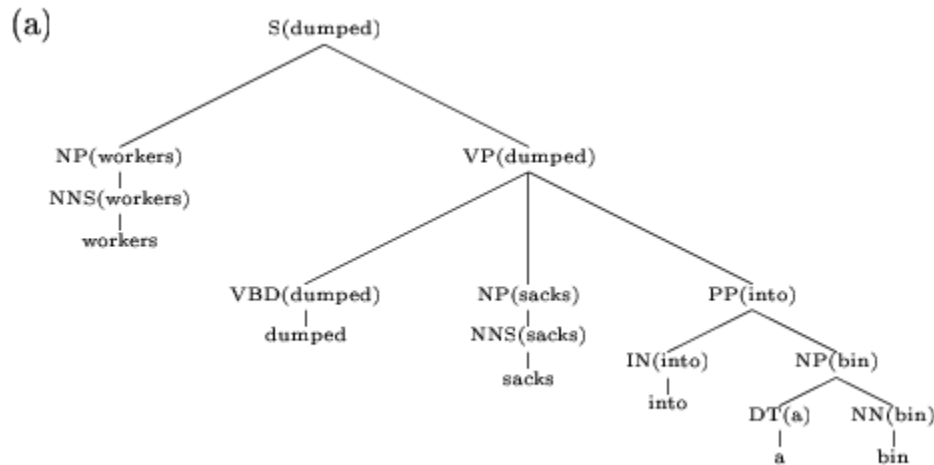 (a)
S(dumped)
NP(workers) VP(dumped)
NNS(workers)
workers
VBD(dumped) NP(sacks) PP(into)
dumped NNS(sacks)
sacks
IN(into) NP(bin)
into
DT(a) NN(bin)
a bin